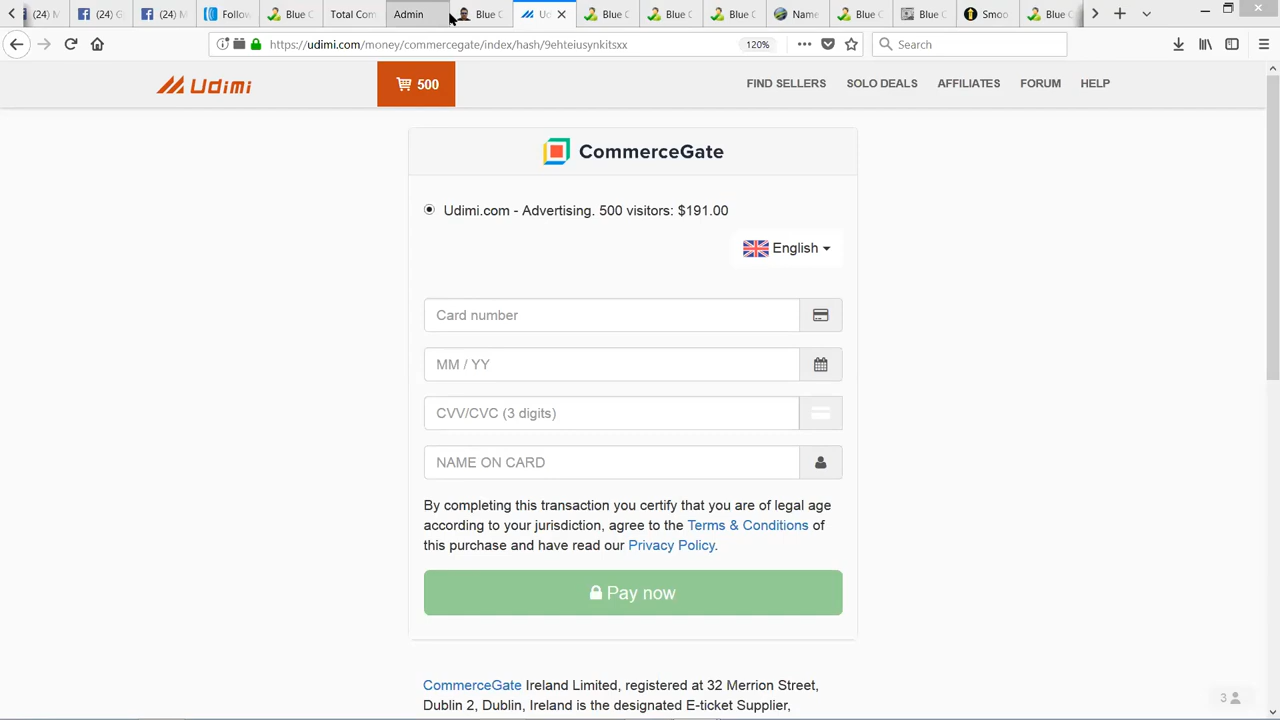 (24) M
(24) G
(24) M
Follow
Blue C
Total Com
Admin
Blue C
Ud
Blue C
Blue C
Blue C
Name
Blue C
Blue C
Smoo
Blue C
https://udimi.com/money/commercegate/index/hash/9ehteiusynkitsxx
120%
Search
Udimi
500
FIND SELLERS
SOLO DEALS
AFFILIATES
FORUM
HELP
CommerceGate
Udimi.com - Advertising. 500 visitors: $191.00
English
Card number
MM / YY
CVV/CVC (3 digits)
NAME ON CARD
By completing this transaction you certify that you are of legal age
according to your jurisdiction, agree to the Terms & Conditions of
this purchase and have read our Privacy Policy.
Pay now
CommerceGate Ireland Limited, registered at 32 Merrion Street,
Dublin 2, Dublin, Ireland is the designated E-ticket Supplier,
3